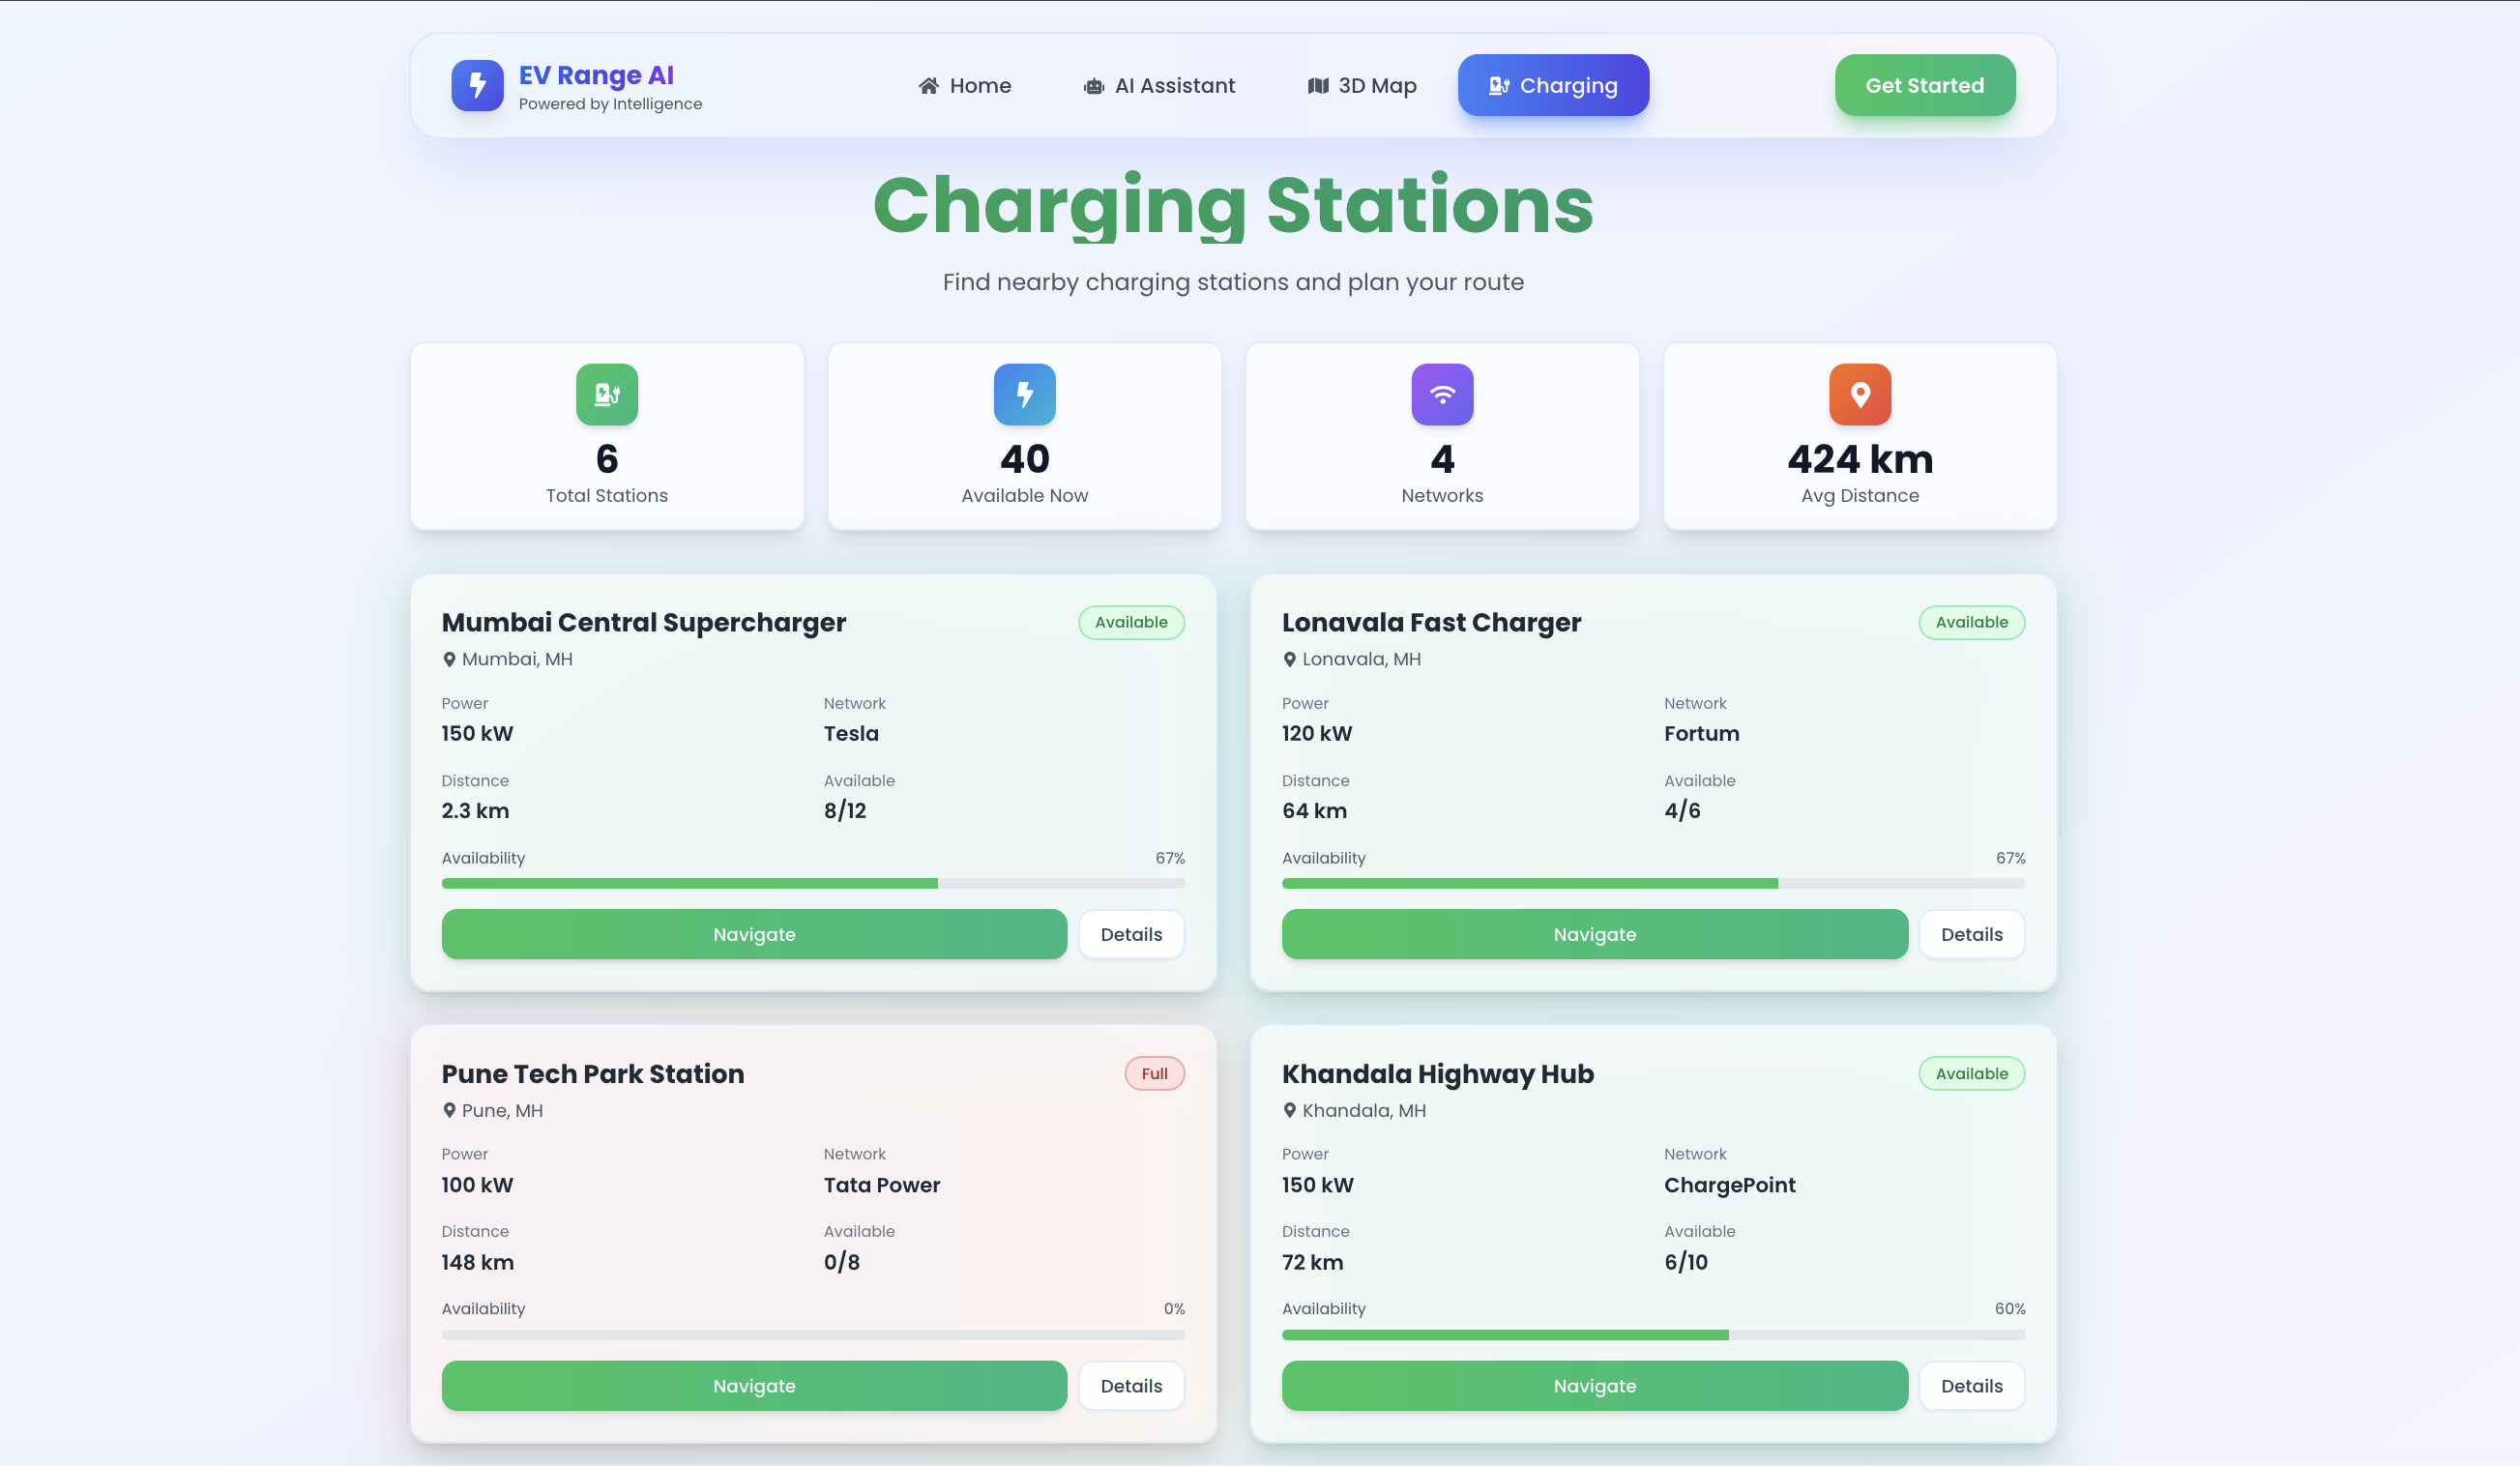 EV Range AI
Powered by Intelligence
Home
AI Assistant
3D Map
Charging
Get Started
Charging Stations
Find nearby charging stations and plan your route
6
Total Stations
40
Available Now
4
Networks
424 km
Avg Distance
Mumbai Central Supercharger
Available
Mumbai, MH
Power
Network
150 kW
Tesla
Distance
Available
2.3 km
8/12
Availability
67%
Navigate
Details
Lonavala Fast Charger
Available
Lonavala, MH
Power
Network
120 kW
Fortum
Distance
Available
64 km
4/6
Availability
67%
Navigate
Details
Pune Tech Park Station
Full
Pune, MH
Power
Network
100 kW
Tata Power
Distance
Available
148 km
0/8
Availability
0%
Navigate
Details
Khandala Highway Hub
Available
Khandala, MH
Power
Network
150 kW
ChargePoint
Distance
Available
72 km
6/10
Availability
60%
Navigate
Details